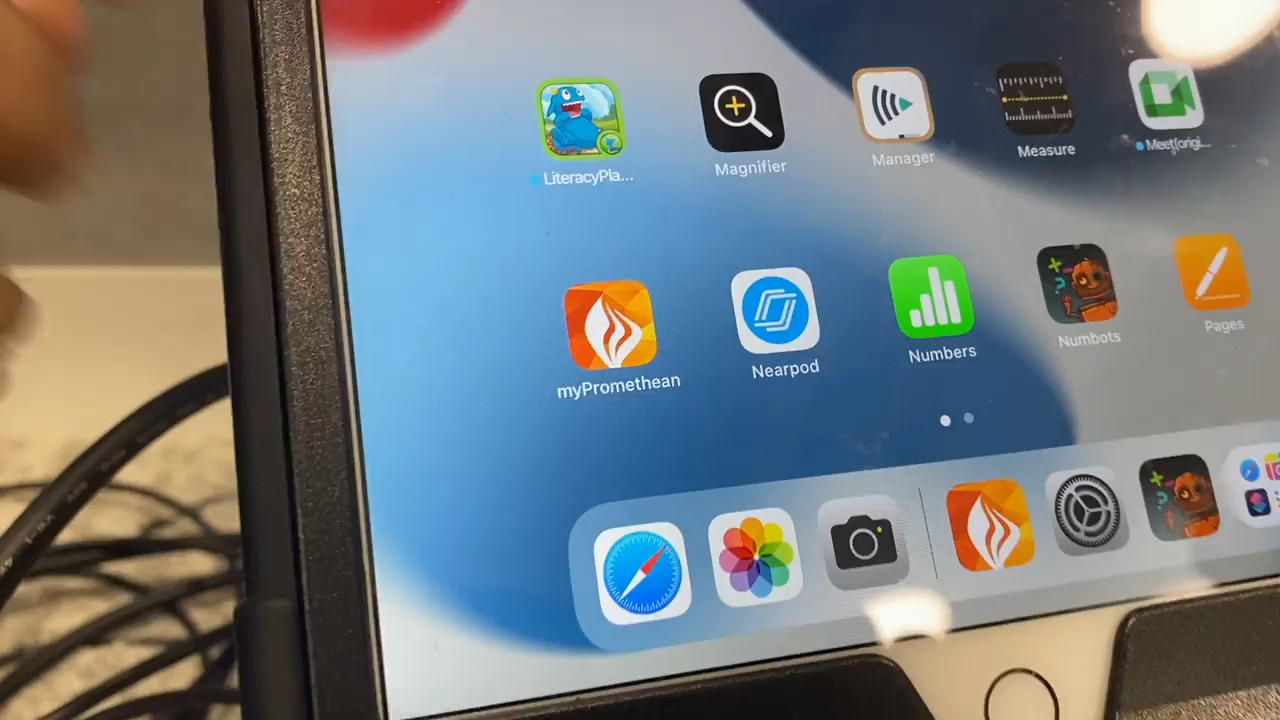 LiteracyPla...
Magnifier
Manager
Measure
Meet(origi...
myPromethean
Nearpod
Numbers
Numbots
Pages